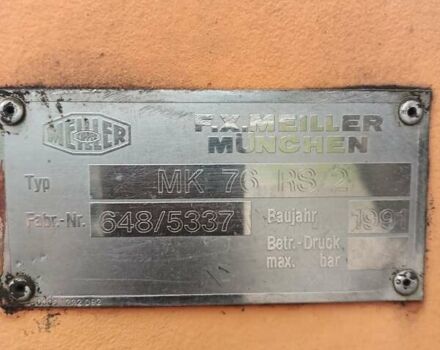 MEILLER
F.X.MEILLER
MÜNCHEN
Typ MK 76 RS 2
Fabr.-Nr. 648/5337
Baujahr 1991
Betr.-Druck
max. bar